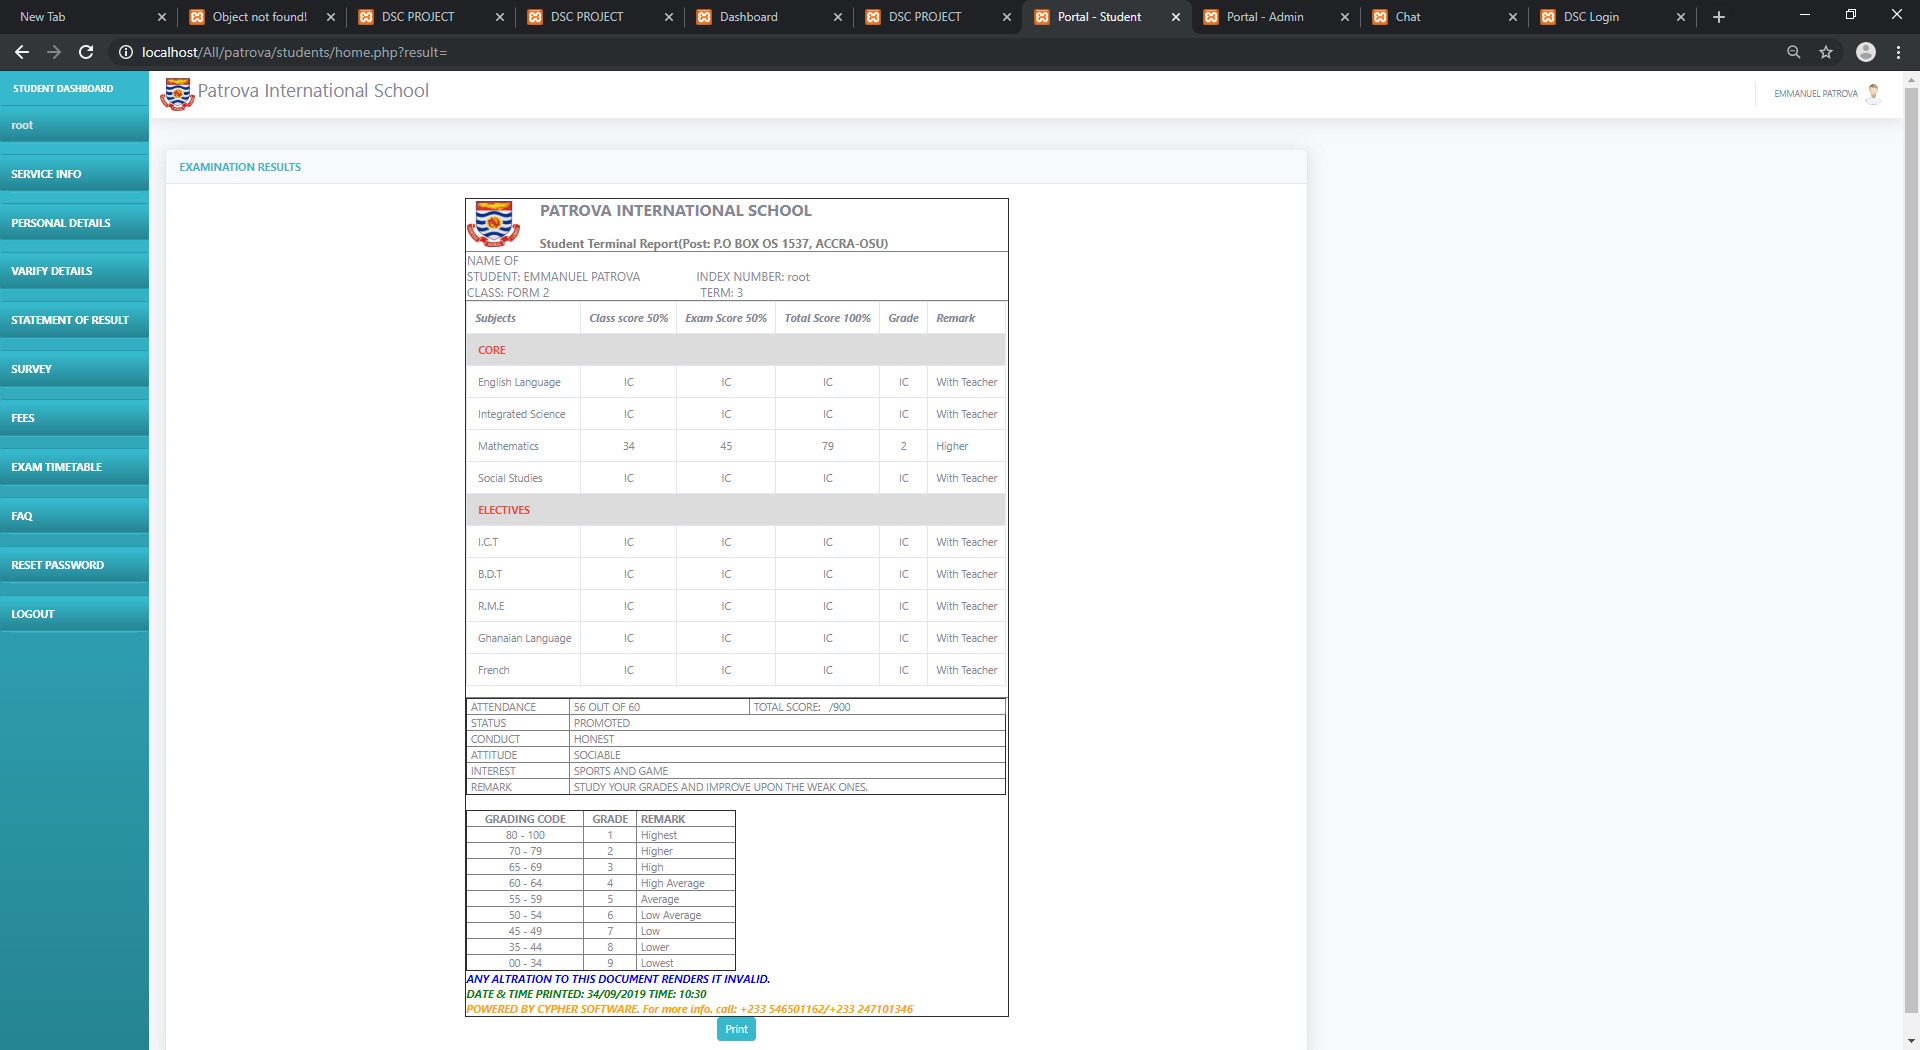 New Tab
Object not found!
DSC PROJECT
DSC PROJECT
Dashboard
DSC PROJECT
Portal - Student
Portal - Admin
Chat
DSC Login
localhost/All/patrova/students/home.php?result=
STUDENT DASHBOARD
root
SERVICE INFO
PERSONAL DETAILS
VARIFY DETAILS
STATEMENT OF RESULT
SURVEY
FEES
EXAM TIMETABLE
FAQ
RESET PASSWORD
LOGOUT
Patrova International School
EMMANUEL PATROVA
EXAMINATION RESULTS
PATROVA INTERNATIONAL SCHOOL
Student Terminal Report(Post: P.O BOX OS 1537, ACCRA-OSU)
NAME OF
STUDENT: EMMANUEL PATROVA INDEX NUMBER: root
CLASS: FORM 2 TERM: 3
Subjects Class score 50% Exam Score 50% Total Score 100% Grade Remark
CORE
English Language IC IC IC IC With Teacher
Integrated Science IC IC IC IC With Teacher
Mathematics 34 45 79 2 Higher
Social Studies IC IC IC IC With Teacher
ELECTIVES
I.C.T IC IC IC IC With Teacher
B.D.T IC IC IC IC With Teacher
R.M.E IC IC IC IC With Teacher
Ghanaian Language IC IC IC IC With Teacher
French IC IC IC IC With Teacher
ATTENDANCE 56 OUT OF 60 TOTAL SCORE: /900
STATUS PROMOTED
CONDUCT HONEST
ATTITUDE SOCIABLE
INTEREST SPORTS AND GAME
REMARK STUDY YOUR GRADES AND IMPROVE UPON THE WEAK ONES.
GRADING CODE GRADE REMARK
80 - 100 1 Highest
70 - 79 2 Higher
65 - 69 3 High
60 - 64 4 High Average
55 - 59 5 Average
50 - 54 6 Low Average
45 - 49 7 Low
35 - 44 8 Lower
00 - 34 9 Lowest
ANY ALTRATION TO THIS DOCUMENT RENDERS IT INVALID.
DATE & TIME PRINTED: 34/09/2019 TIME: 10:30
POWERED BY CYPHER SOFTWARE. For more info. call: +233 546501162/+233 247101346
Print